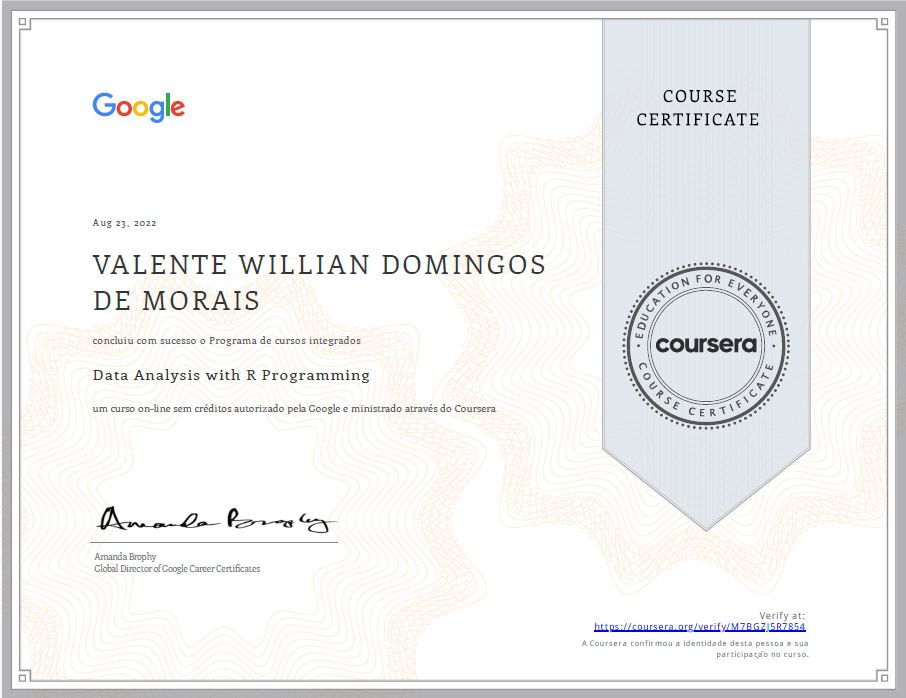 Google
COURSE
CERTIFICATE
Aug 23, 2022
VALENTE WILLIAN DOMINGOS
DE MORAIS
concluiu com sucesso o Programa de cursos integrados
Data Analysis with R Programming
um curso on-line sem créditos autorizado pela Google e ministrado através do Coursera
EDUCATION FOR EVERYONE
coursera
COURSE CERTIFICATE
Amanda Brophy
Amanda Brophy
Global Director of Google Career Certificates
Verify at:
https://coursera.org/verify/M7BGZJ5R7854
A Coursera confirmou a identidade desta pessoa e sua
participação no curso.